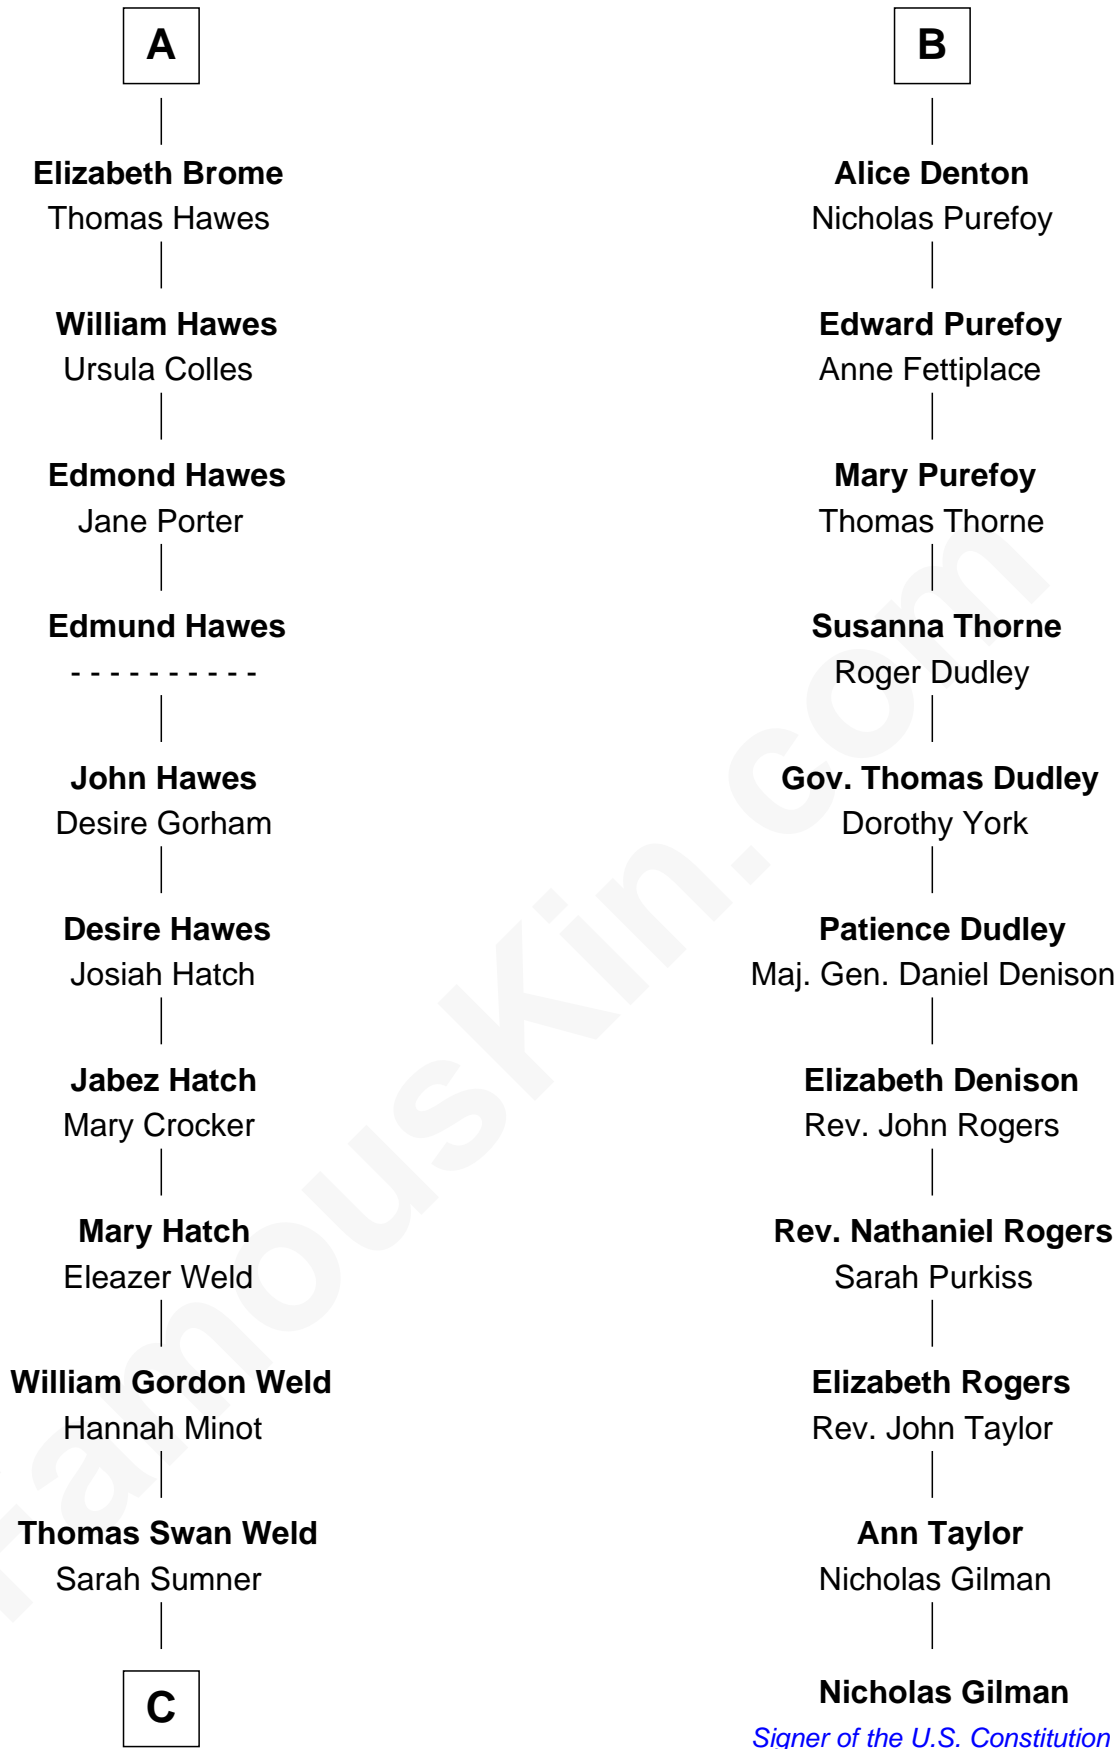 A
Elizabeth Brome
Thomas Hawes
William Hawes
Ursula Colles
Edmond Hawes
Jane Porter
Edmund Hawes
- - - - - - - - - -
John Hawes
Desire Gorham
Desire Hawes
Josiah Hatch
Jabez Hatch
Mary Crocker
Mary Hatch
Eleazer Weld
William Gordon Weld
Hannah Minot
Thomas Swan Weld
Sarah Sumner
C
B
Alice Denton
Nicholas Purefoy
Edward Purefoy
Anne Fettiplace
Mary Purefoy
Thomas Thorne
Susanna Thorne
Roger Dudley
Gov. Thomas Dudley
Dorothy York
Patience Dudley
Maj. Gen. Daniel Denison
Elizabeth Denison
Rev. John Rogers
Rev. Nathaniel Rogers
Sarah Purkiss
Elizabeth Rogers
Rev. John Taylor
Ann Taylor
Nicholas Gilman
Nicholas Gilman
Signer of the U.S. Constitution
FamousKin.com